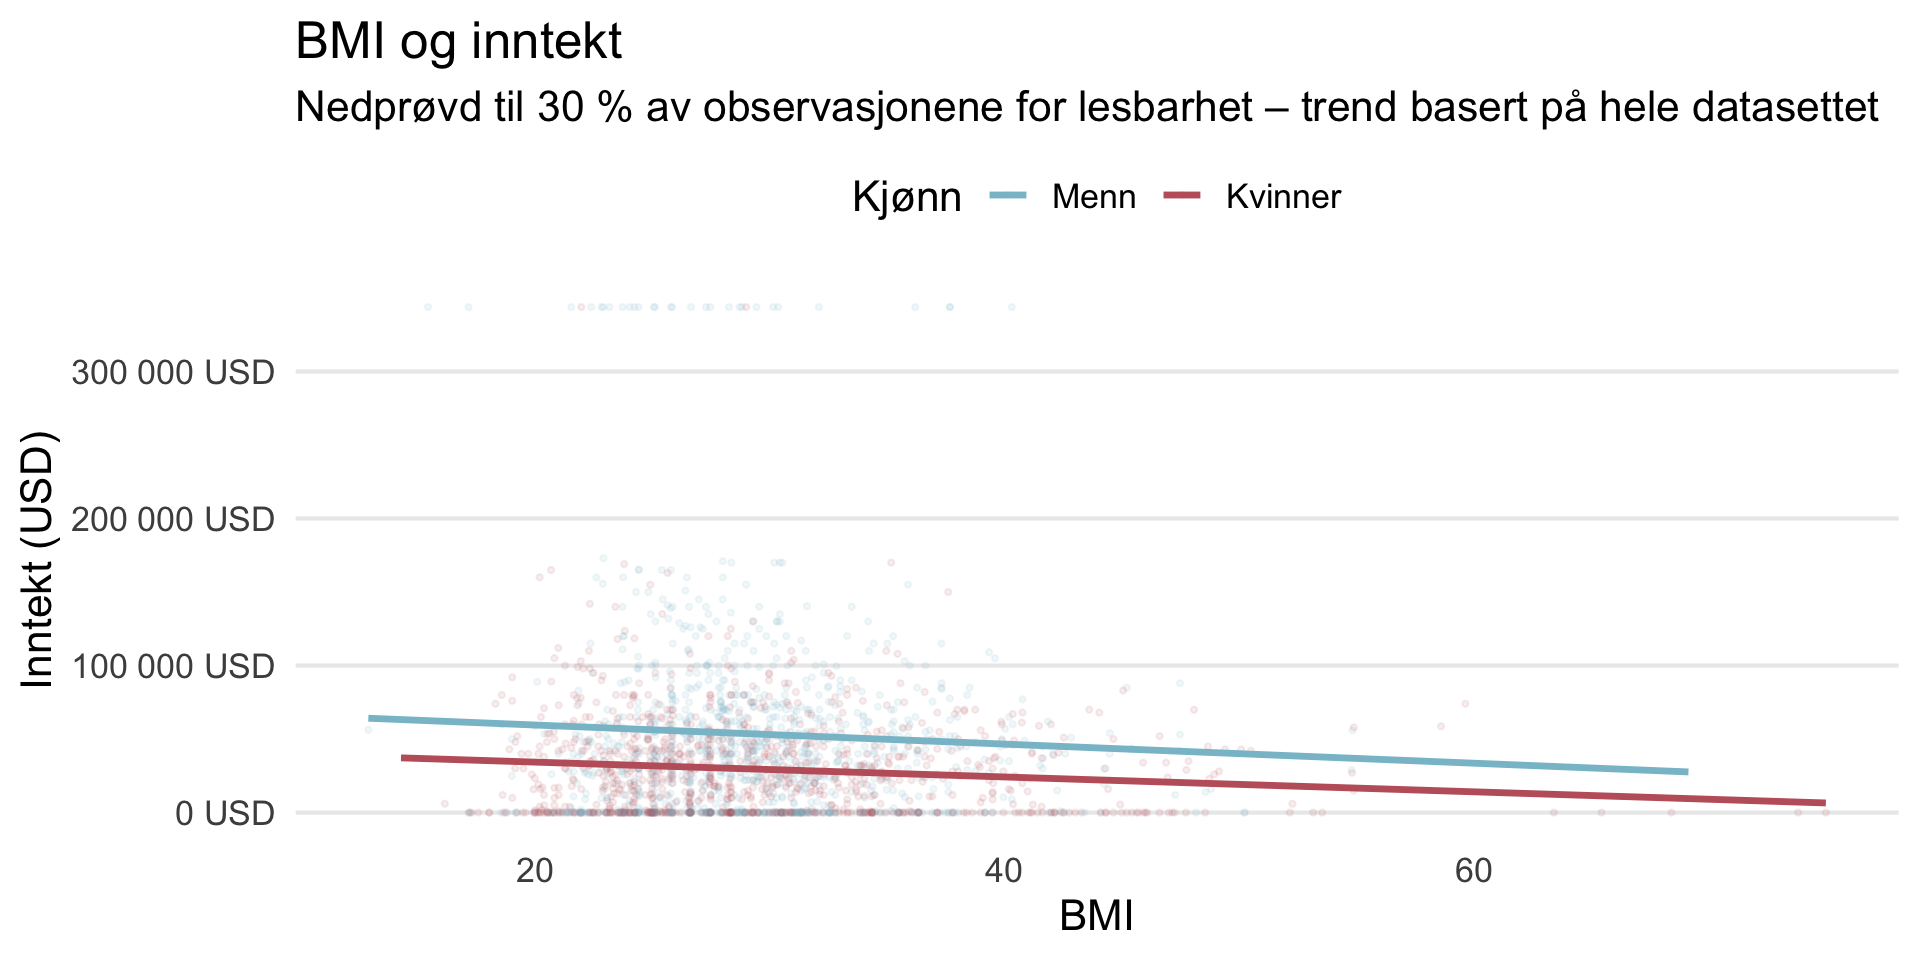 BMI og inntekt
Nedprøvd til 30 % av observasjonene for lesbarhet – trend basert på hele datasettet
Kjønn Menn Kvinner
Inntekt (USD)
300 000 USD
200 000 USD
100 000 USD
0 USD
20 40 60
BMI